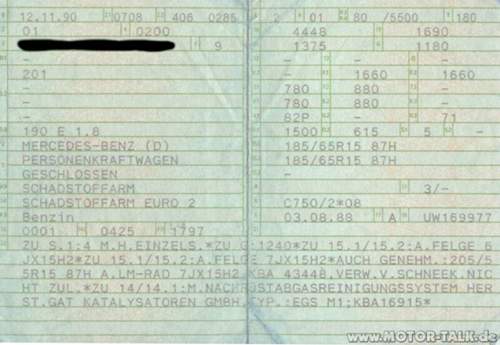 12.11.90 0708 406 0285
01 0200
9
-
201
-
-
190 E 1.8
MERCEDES-BENZ (D)
PERSONENKRAFTWAGEN
GESCHLOSSEN
SCHADSTOFFARM
SCHADSTOFFARM EURO 2
Benzin
0001 0425 1797
2 01 80 /5500 180
4448 1690
1375 1180
- -
- 1660 1660
780 880 -
780 880 -
82P - 71
1500 615 5 -
185/65R15 87H
185/65R15 87H
-
- 3/-
C750/2*08
03.08.88 A UW169977
ZU S.1:4 M.H.EINZELS.*ZU G:1240*ZU 15.1/15.2:A.FELGE 6
JX15H2*ZU 15.1/15.2:A.FELGE 7JX15H2*AUCH GENEHM.:205/5
5R15 87H A.LM-RAD 7JX15H2 KBA 43448,VERW.V.SCHNEEK.NIC
HT ZUL.*ZU 14/14.1:M.NACHRÜSTABGASREINIGUNGSSYSTEM HER
ST.GAT KATALYSATOREN GMBH,TYP.:EGS M1;KBA16915*
www.MOTOR-TALK.de